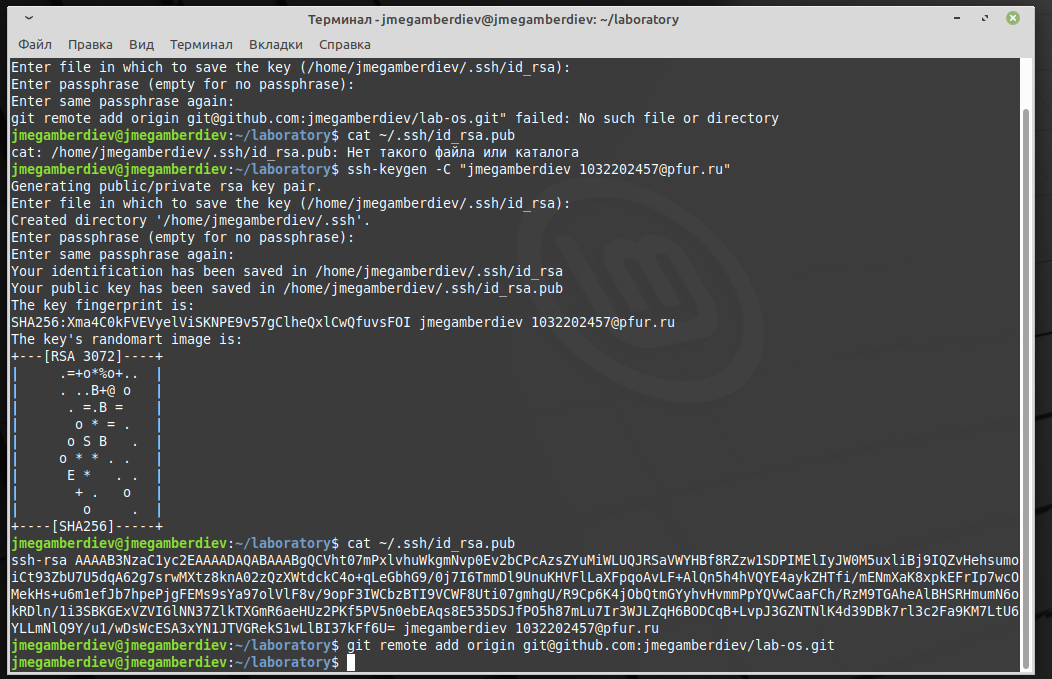 Терминал - jmegamberdiev@jmegamberdiev: ~/laboratory
Файл Правка Вид Терминал Вкладки Справка
Enter file in which to save the key (/home/jmegamberdiev/.ssh/id_rsa):
Enter passphrase (empty for no passphrase):
Enter same passphrase again:
git remote add origin git@github.com:jmegamberdiev/lab-os.git" failed: No such file or directory
jmegamberdiev@jmegamberdiev:~/laboratory$ cat ~/.ssh/id_rsa.pub
cat: /home/jmegamberdiev/.ssh/id_rsa.pub: Нет такого файла или каталога
jmegamberdiev@jmegamberdiev:~/laboratory$ ssh-keygen -C "jmegamberdiev 1032202457@pfur.ru"
Generating public/private rsa key pair.
Enter file in which to save the key (/home/jmegamberdiev/.ssh/id_rsa):
Created directory '/home/jmegamberdiev/.ssh'.
Enter passphrase (empty for no passphrase):
Enter same passphrase again:
Your identification has been saved in /home/jmegamberdiev/.ssh/id_rsa
Your public key has been saved in /home/jmegamberdiev/.ssh/id_rsa.pub
The key fingerprint is:
SHA256:Xma4C0kFVEVyelViSKNPE9v57gClheQxlCwQfuvsFOI jmegamberdiev 1032202457@pfur.ru
The key's randomart image is:
+---[RSA 3072]----+
|     .=+o*%o+..  |
|     . ..B+@ o   |
|      . =.B =    |
|       o * = .   |
|      o S B   .  |
|     o * * . .   |
|      E *   . .  |
|       + .   o   |
|        o     .  |
+----[SHA256]-----+
jmegamberdiev@jmegamberdiev:~/laboratory$ cat ~/.ssh/id_rsa.pub
ssh-rsa AAAAB3NzaC1yc2EAAAADAQABAAABgQCVht07mPxlvhuWkgmNvp0Ev2bCPcAzsZYuMiWLUQJRSaVWYHBf8RZzw1SDPIMElIyJW0M5uxliBj9IQZvHehsumo
iCt93ZbU7U5dqA62g7srwMXtz8knA02zQzXWtdckC4o+qLeGbhG9/0j7I6TmmDl9UnuKHVFlLaXFpqoAvLF+AlQn5h4hVQYE4aykZHTfi/mENmXaK8xpkEFrIp7wcO
MekHs+u6m1efJb7hpePjgFEMs9sYa97olVlF8v/9opF3IWCbzBTI9VCWF8Uti07gmhgU/R9Cp6K4jObQtmGYyhvHvmmPpYQVwCaaFCh/RzM9TGAheAlBHSRHmumN6o
kRDln/1i3SBKGExVZVIGlNN37ZlkTXGmR6aeHUz2PKf5PV5n0ebEAqs8E535DSJfPO5h87mLu7Ir3WJLZqH6BODCqB+LvpJ3GZNTNlK4d39DBk7rl3c2Fa9KM7LtU6
YLLmNlQ9Y/u1/wDsWcESA3xYN1JTVGRekS1wLlBI37kFf6U= jmegamberdiev 1032202457@pfur.ru
jmegamberdiev@jmegamberdiev:~/laboratory$ git remote add origin git@github.com:jmegamberdiev/lab-os.git
jmegamberdiev@jmegamberdiev:~/laboratory$